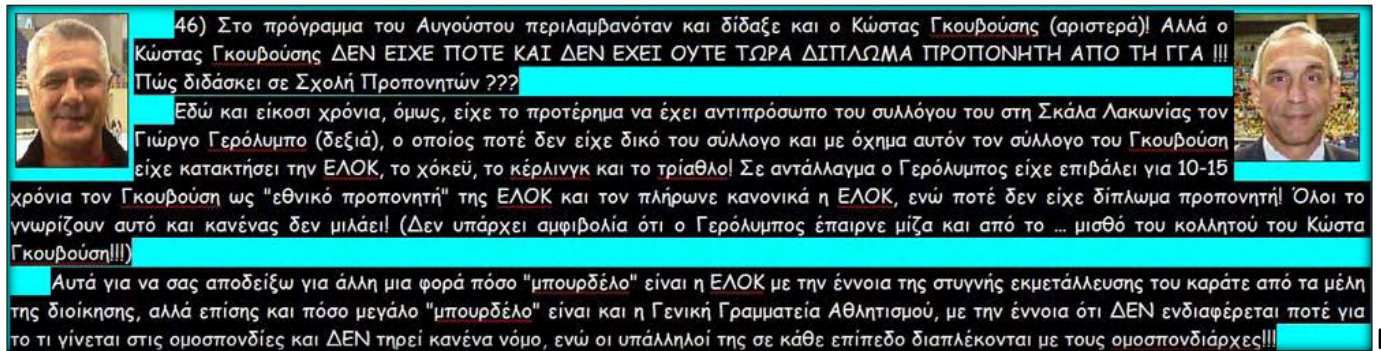 46) Στο πρόγραμμα του Αυγούστου περιλαμβανόταν και δίδαξε και ο Κώστας Γκουβούσης (αριστερά)! Αλλά ο
Κώστας Γκουβούσης ΔΕΝ ΕΙΧΕ ΠΟΤΕ ΚΑΙ ΔΕΝ ΕΧΕΙ ΟΥΤΕ ΤΩΡΑ ΔΙΠΛΩΜΑ ΠΡΟΠΟΝΗΤΗ ΑΠΟ ΤΗ ΓΓΑ !!!
Πώς διδάσκει σε Σχολή Προπονητών ???
Εδώ και είκοσι χρόνια, όμως, είχε το προτέρημα να έχει αντιπρόσωπο του συλλόγου του στη Σκάλα Λακωνίας τον
Γιώργο Γερόλυμπο (δεξιά), ο οποίος ποτέ δεν είχε δικό του σύλλογο και με όχημα αυτόν τον σύλλογο του Γκουβούση
είχε κατακτήσει την ΕΛΟΚ, το χόκεϋ, το κέρλινγκ και το τρίαθλο! Σε αντάλλαγμα ο Γερόλυμπος είχε επιβάλει για 10-15
χρόνια τον Γκουβούση ως "εθνικό προπονητή" της ΕΛΟΚ και τον πλήρωνε κανονικά η ΕΛΟΚ, ενώ ποτέ δεν είχε δίπλωμα προπονητή! Όλοι το
γνωρίζουν αυτό και κανένας δεν μιλάει! (Δεν υπάρχει αμφιβολία ότι ο Γερόλυμπος έπαιρνε μίζα και από το ... μισθό του κολλητού του Κώστα
Γκουβούση!!!)
Αυτά για να σας αποδείξω για άλλη μια φορά πόσο "μπουρδέλο" είναι η ΕΛΟΚ με την έννοια της στυγνής εκμετάλλευσης του καράτε από τα μέλη
της διοίκησης, αλλά επίσης και πόσο μεγάλο "μπουρδέλο" είναι και η Γενική Γραμματεία Αθλητισμού, με την έννοια ότι ΔΕΝ ενδιαφέρεται ποτέ για
το τι γίνεται στις ομοσπονδίες και ΔΕΝ τηρεί κανένα νόμο, ενώ οι υπάλληλοί της σε κάθε επίπεδο διαπλέκονται με τους ομοσπονδιάρχες!!!